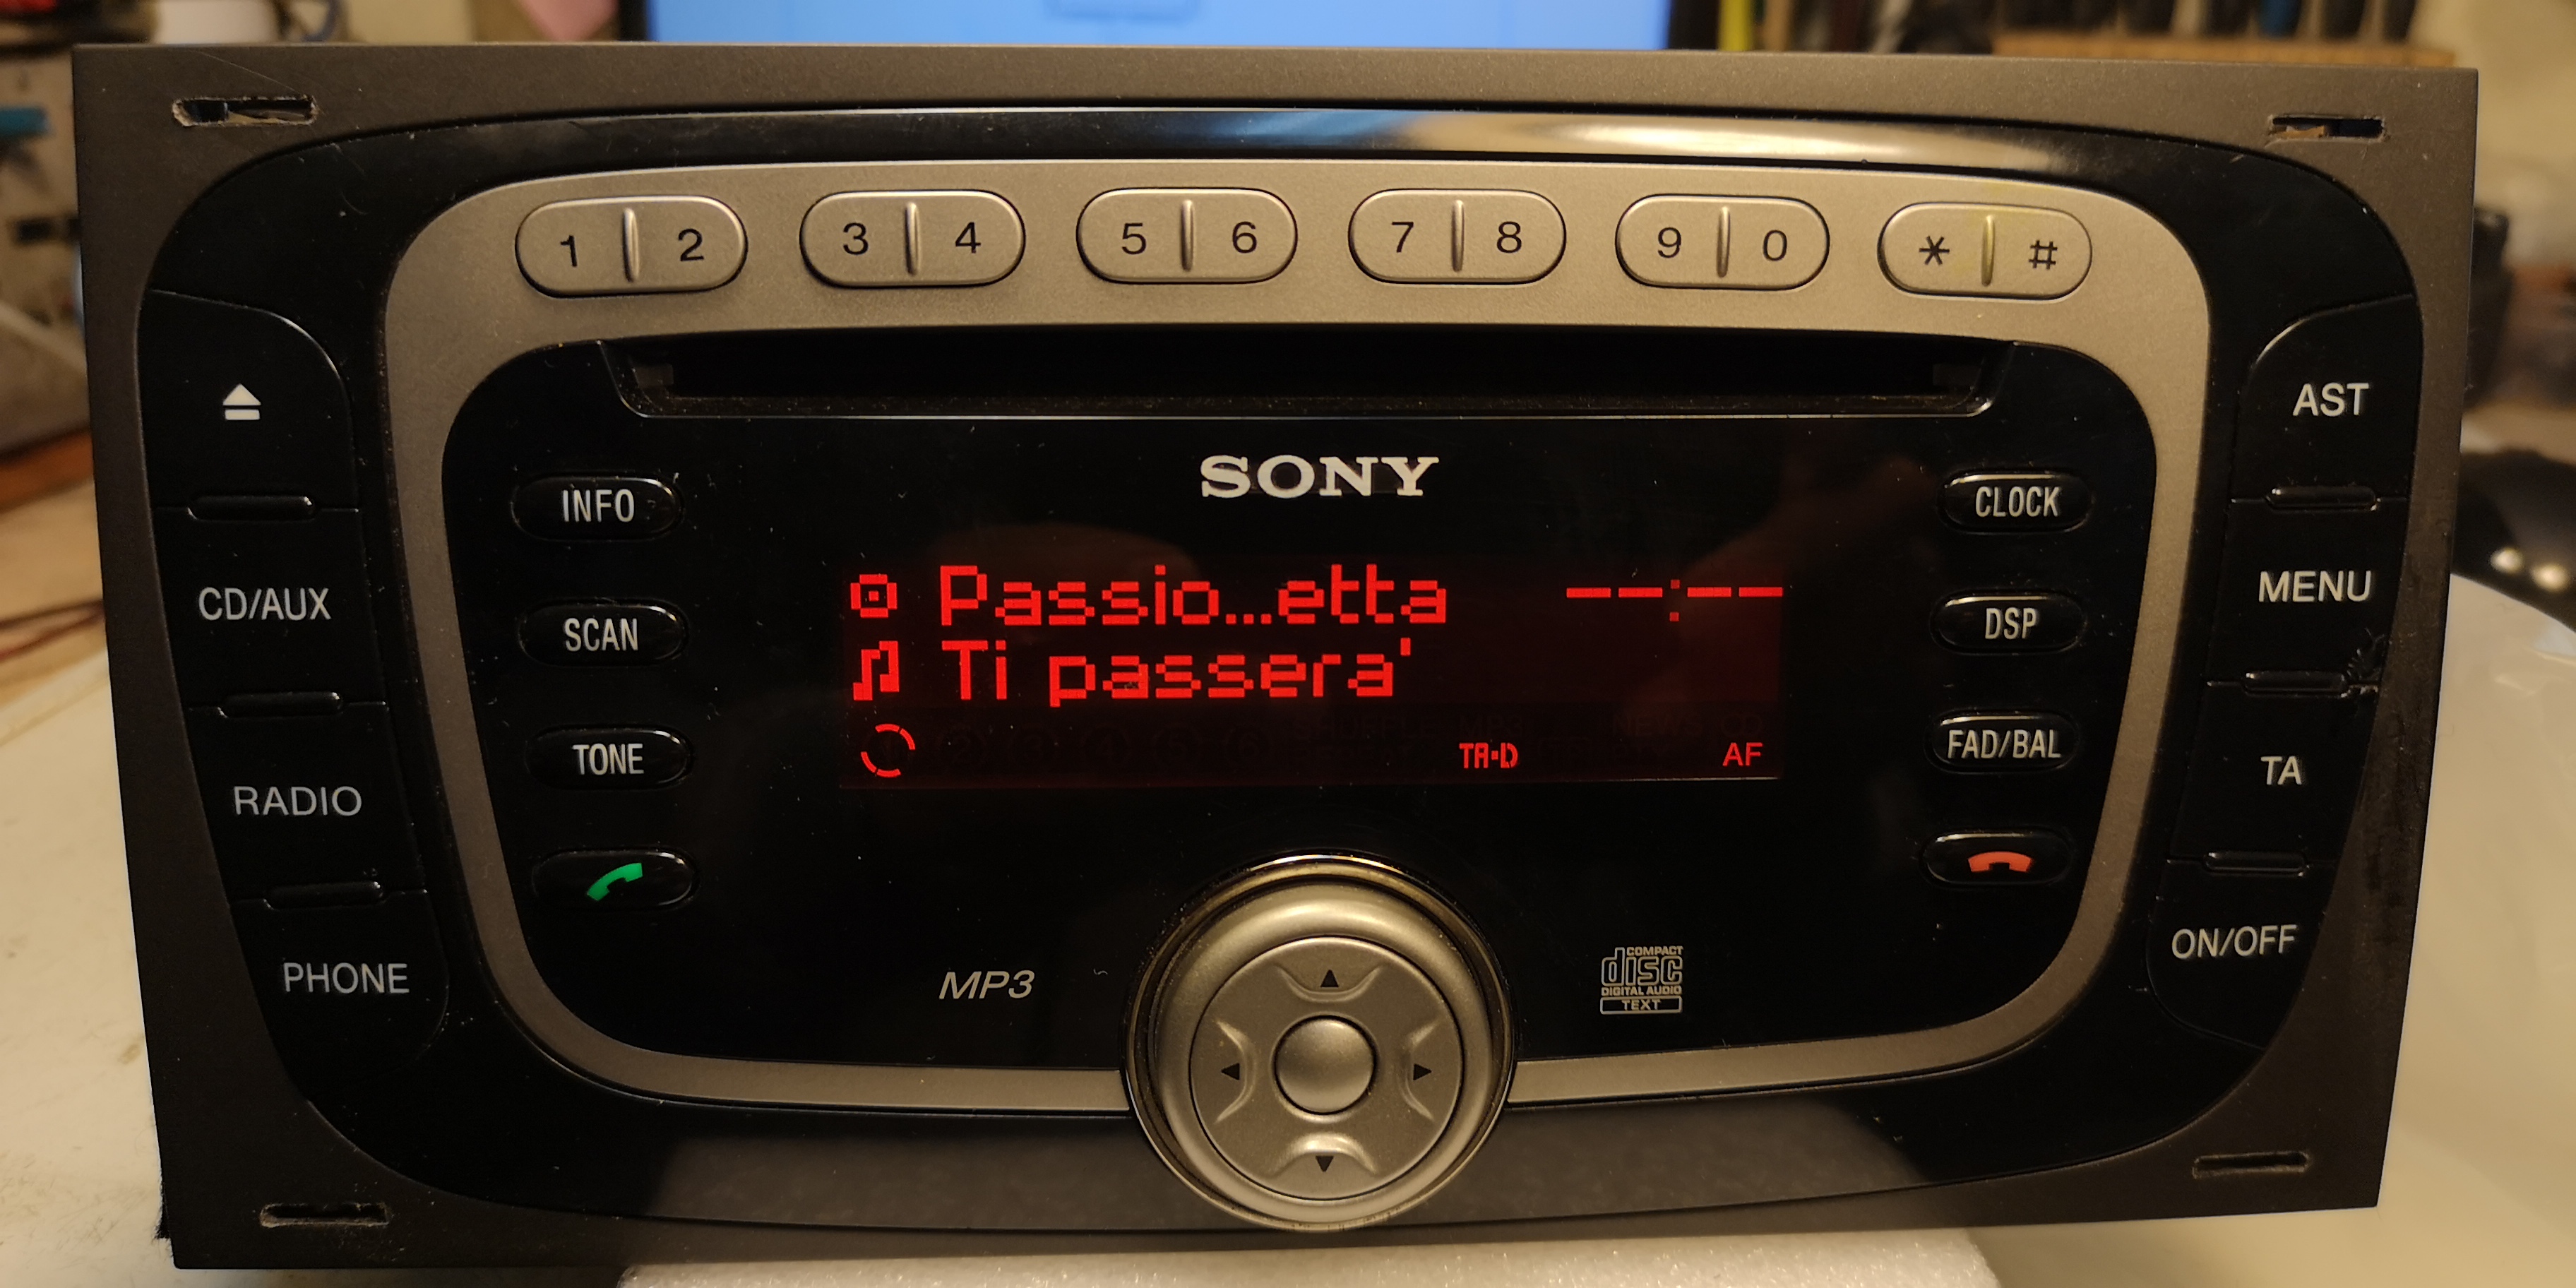 1 2 3 4 5 6 7 8 9 0 * #
SONY
AST
INFO
CLOCK
CD/AUX
Passio...etta --:--
MENU
SCAN
Ti passera'
DSP
TONE
TA-D AF
FAD/BAL
TA
RADIO
PHONE
MP3
COMPACT
disc
DIGITAL AUDIO
TEXT
ON/OFF